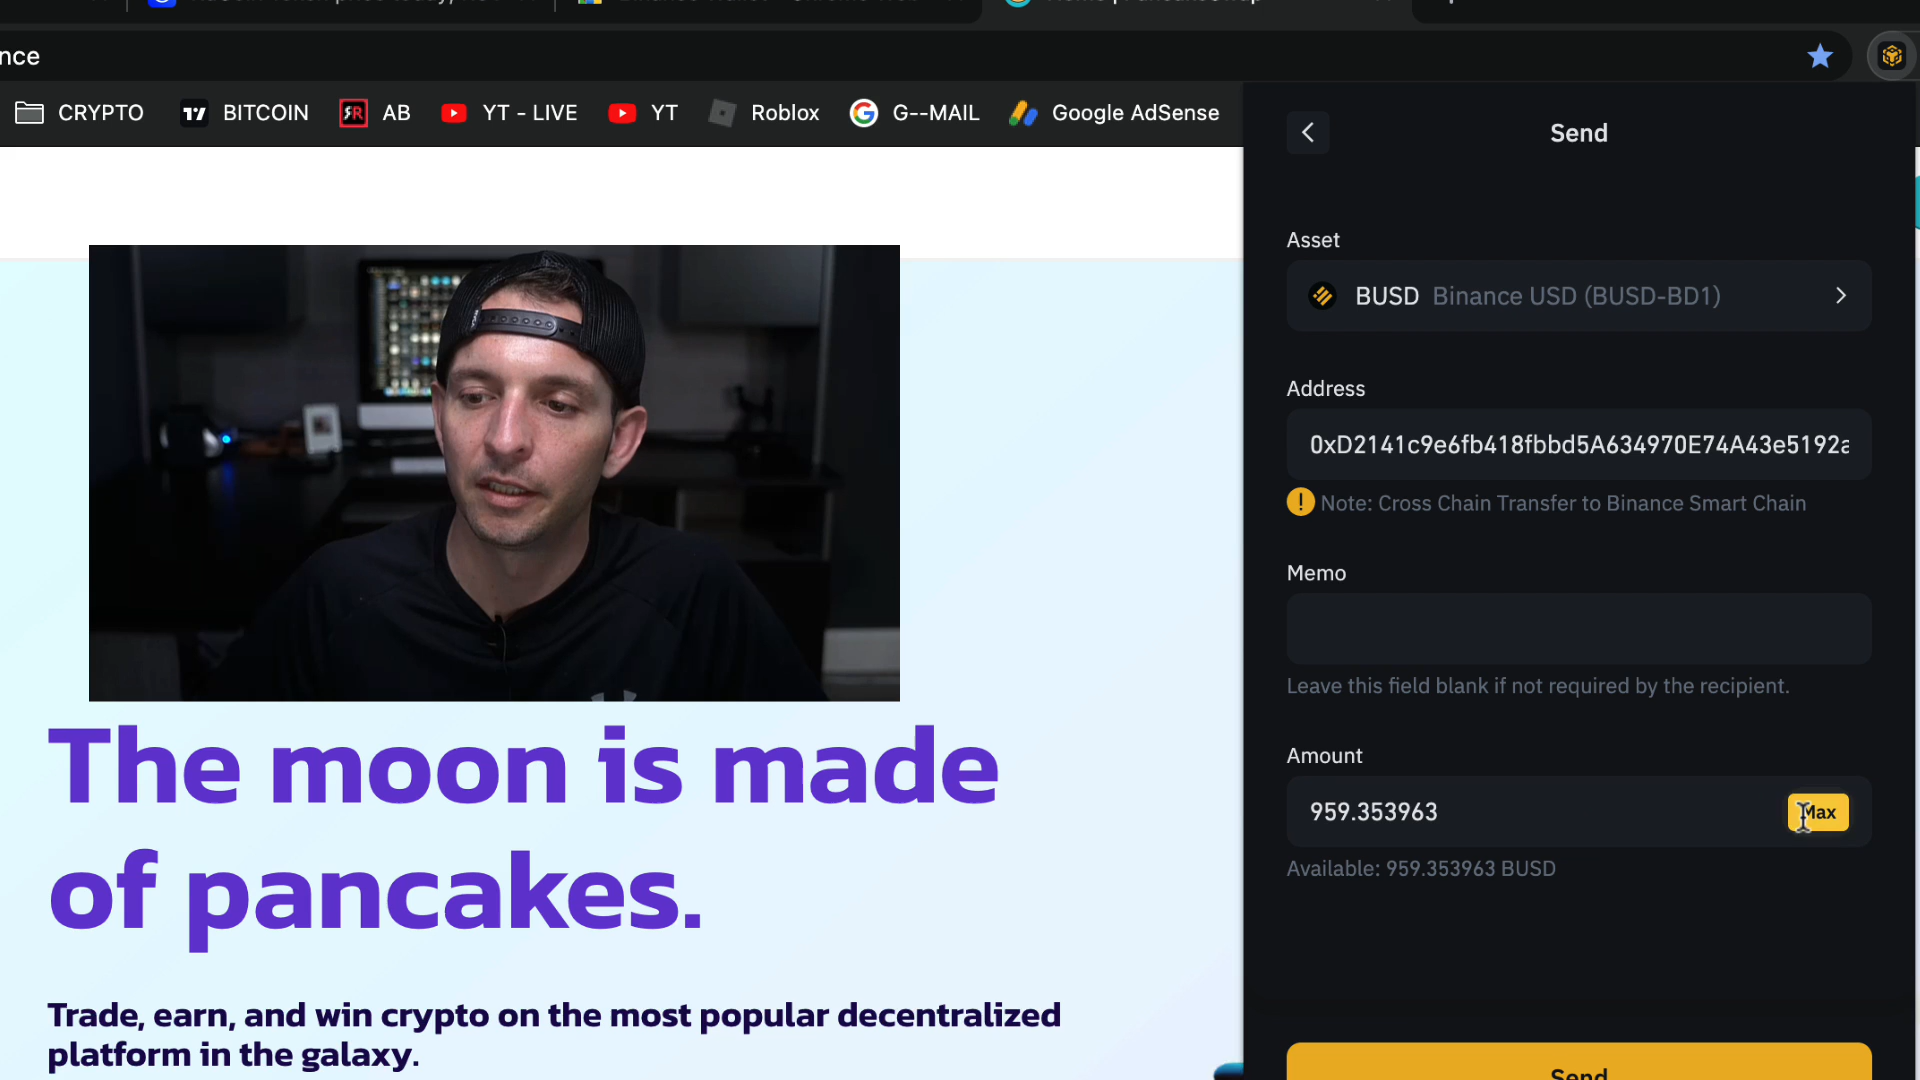 nce
CRYPTO
BITCOIN
AB
YT - LIVE
YT
Roblox
G--MAIL
Google AdSense
The moon is made
of pancakes.
Trade, earn, and win crypto on the most popular decentralized
platform in the galaxy.
Send
Asset
BUSD Binance USD (BUSD-BD1)
Address
0xD2141c9e6fb418fbbd5A634970E74A43e5192a
Note: Cross Chain Transfer to Binance Smart Chain
Memo
Leave this field blank if not required by the recipient.
Amount
959.353963
Max
Available: 959.353963 BUSD
Send